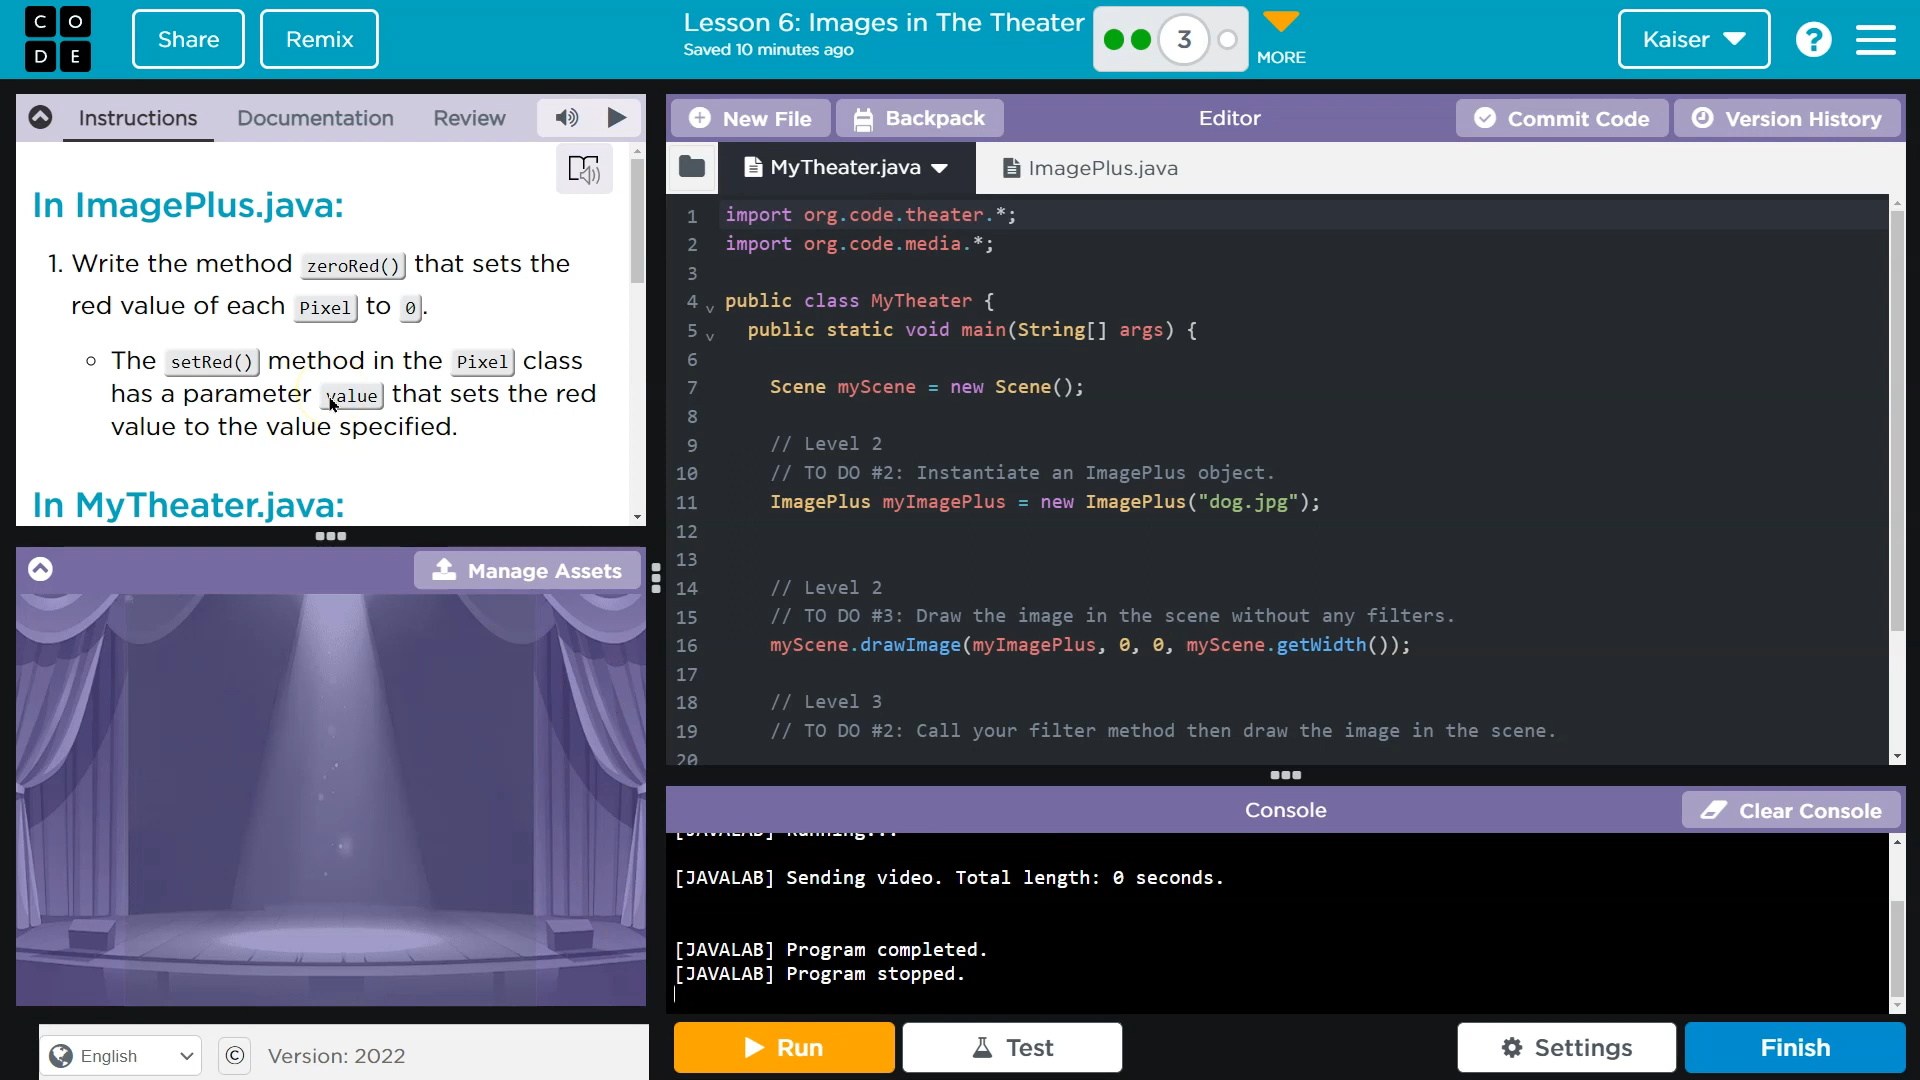 CODE
Share
Remix
Lesson 6: Images in The Theater
Saved 10 minutes ago
3
MORE
Kaiser
?
Instructions
Documentation
Review
In ImagePlus.java:
1. Write the method zeroRed() that sets the
red value of each Pixel to 0.
The setRed() method in the Pixel class
has a parameter value that sets the red
value to the value specified.
In MyTheater.java:
Manage Assets
English
©
Version: 2022
New File
Backpack
Editor
Commit Code
Version History
MyTheater.java
ImagePlus.java
1 import org.code.theater.*;
2 import org.code.media.*;
3
4 public class MyTheater {
5 public static void main(String[] args) {
6
7 Scene myScene = new Scene();
8
9 // Level 2
10 // TO DO #2: Instantiate an ImagePlus object.
11 ImagePlus myImagePlus = new ImagePlus("dog.jpg");
12
13
14 // Level 2
15 // TO DO #3: Draw the image in the scene without any filters.
16 myScene.drawImage(myImagePlus, 0, 0, myScene.getWidth());
17
18 // Level 3
19 // TO DO #2: Call your filter method then draw the image in the scene.
20
Console
Clear Console
[JAVALAB] Running...
[JAVALAB] Sending video. Total length: 0 seconds.
[JAVALAB] Program completed.
[JAVALAB] Program stopped.
Run
Test
Settings
Finish